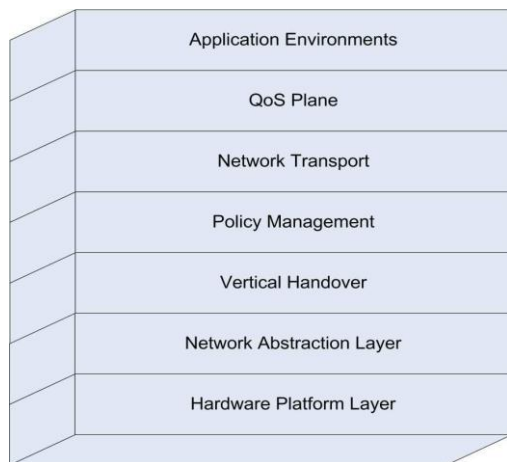 Application Environments
QoS Plane
Network Transport
Policy Management
Vertical Handover
Network Abstraction Layer
Hardware Platform Layer